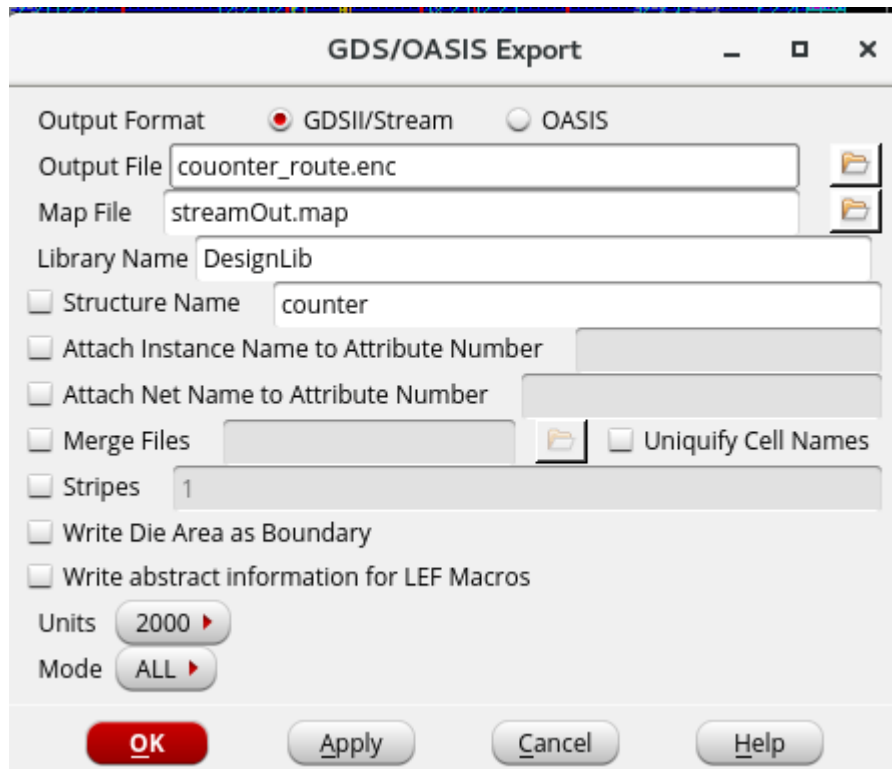 GDS/OASIS Export
Output Format GDSII/Stream OASIS
Output File couonter_route.enc
Map File streamOut.map
Library Name DesignLib
Structure Name counter
Attach Instance Name to Attribute Number
Attach Net Name to Attribute Number
Merge Files Uniquify Cell Names
Stripes 1
Write Die Area as Boundary
Write abstract information for LEF Macros
Units 2000
Mode ALL
OK Apply Cancel Help